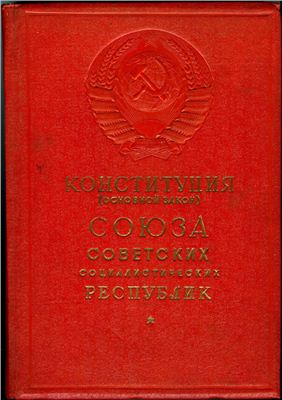 КОНСТИТУЦИЯ
(ОСНОВНОЙ ЗАКОН)
СОЮЗА
СОВЕТСКИХ
СОЦИАЛИСТИЧЕСКИХ
РЕСПУБЛИК